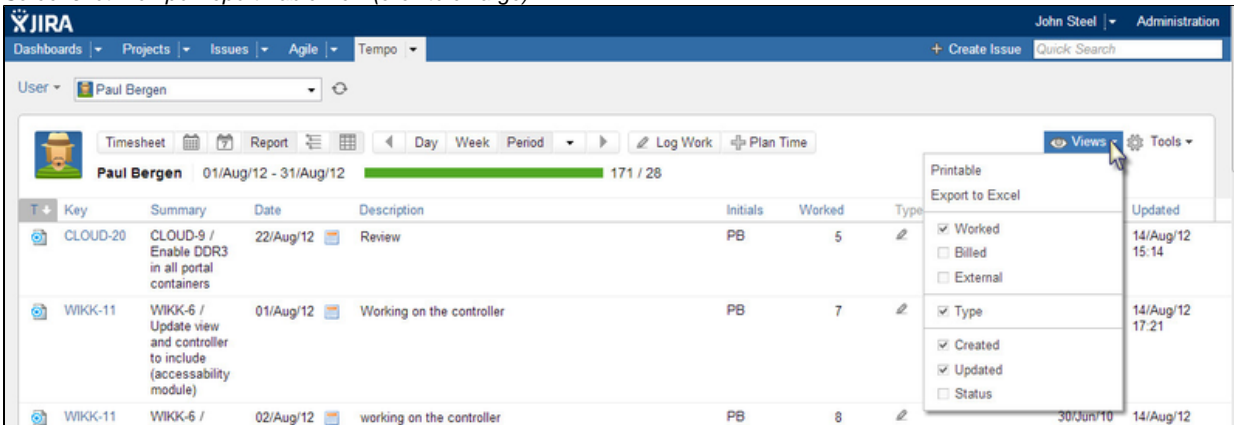 JIRA
John Steel
Administration
Dashboards
Projects
Issues
Agile
Tempo
+ Create Issue
Quick Search
User
Paul Bergen
Timesheet
7
Report
Day
Week
Period
Log Work
Plan Time
Views
Tools
Paul Bergen 01/Aug/12 - 31/Aug/12
171 / 28
Printable
Export to Excel
Worked
Billed
External
Type
Created
Updated
Status
T Key Summary Date Description Initials Worked Type Updated
CLOUD-20 CLOUD-9 / 22/Aug/12 Review PB 5 14/Aug/12
Enable DDR3 15:14
in all portal
containers
WIKK-11 WIKK-6 / 01/Aug/12 Working on the controller PB 7 14/Aug/12
Update view 17:21
and controller
to include
(accessability
module)
WIKK-11 WIKK-6 / 02/Aug/12 working on the controller PB 8 30/Jun/10 14/Aug/12